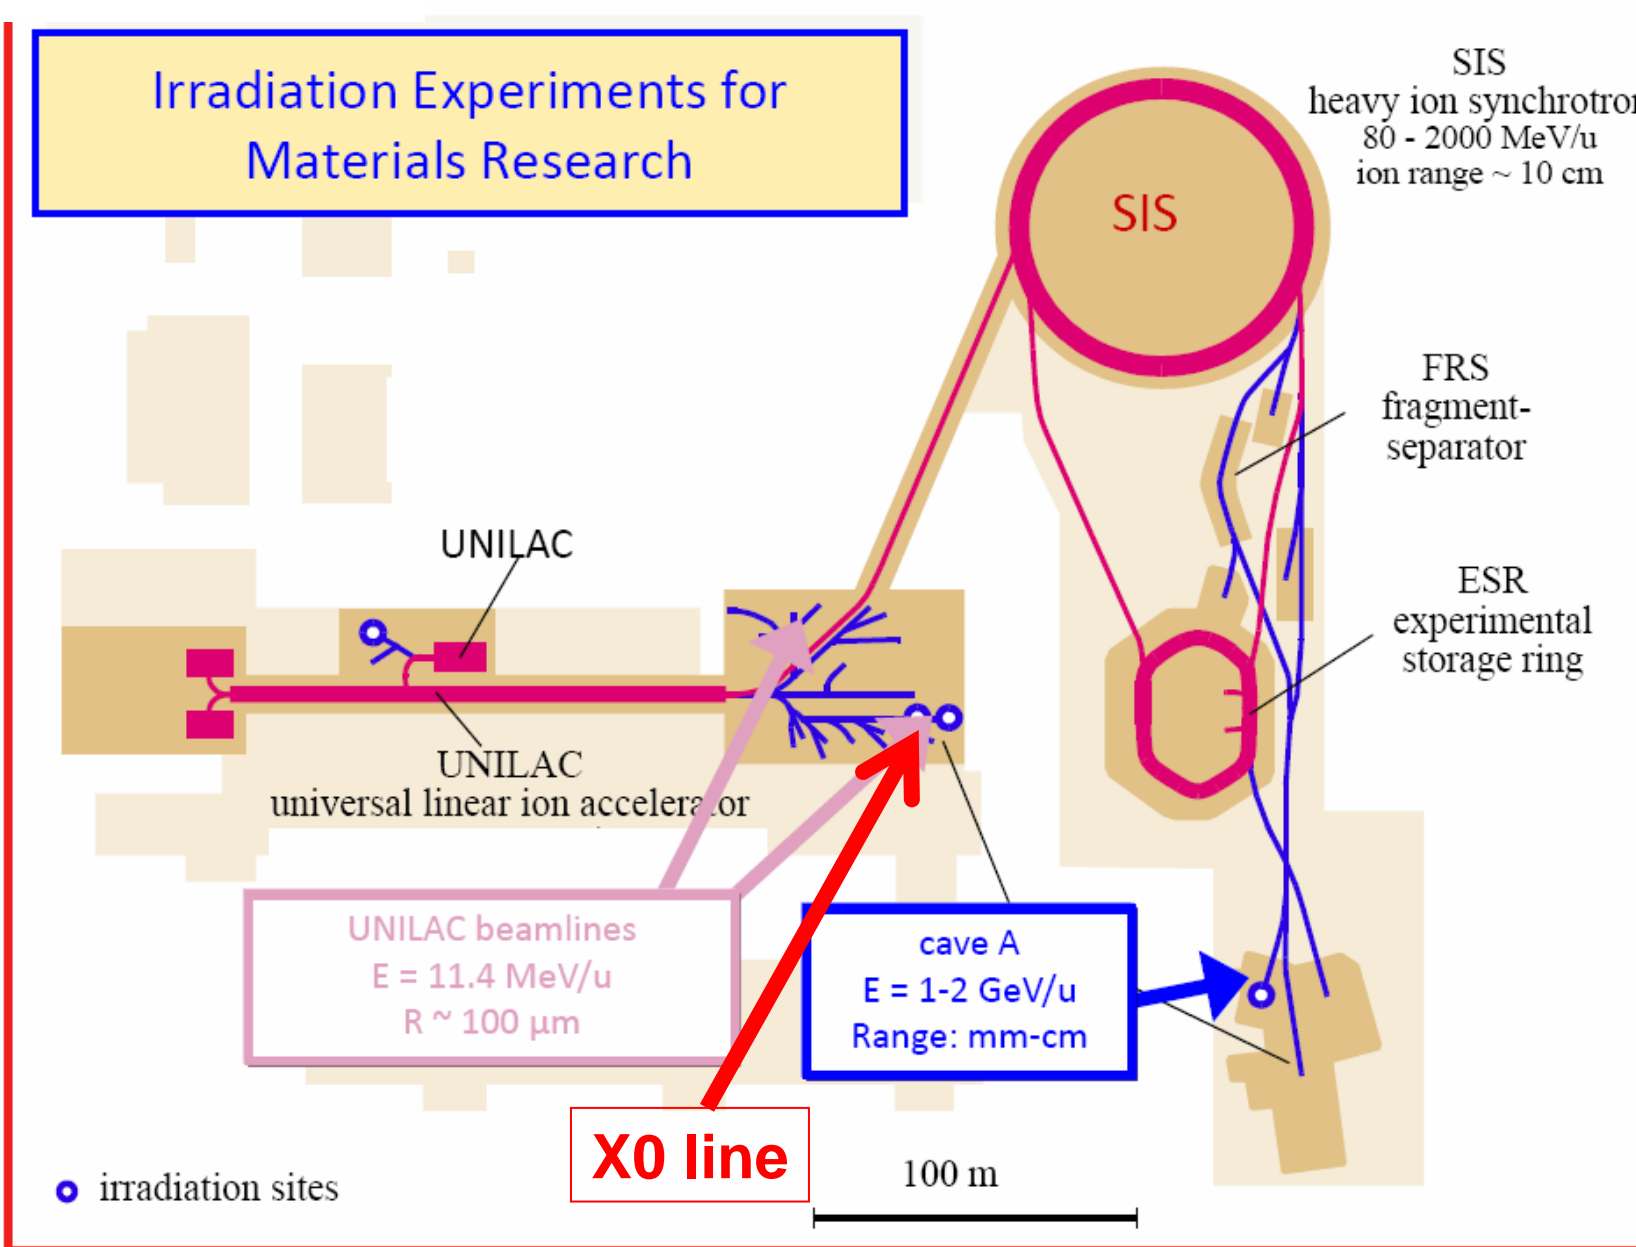 Irradiation Experiments for
Materials Research
SIS
heavy ion synchrotron
80 - 2000 MeV/u
ion range ~ 10 cm
SIS
FRS
fragment-
separator
UNILAC
ESR
experimental
storage ring
UNILAC
universal linear ion accelerator
UNILAC beamlines
E = 11.4 MeV/u
R ~ 100 µm
cave A
E = 1-2 GeV/u
Range: mm-cm
X0 line
100 m
irradiation sites